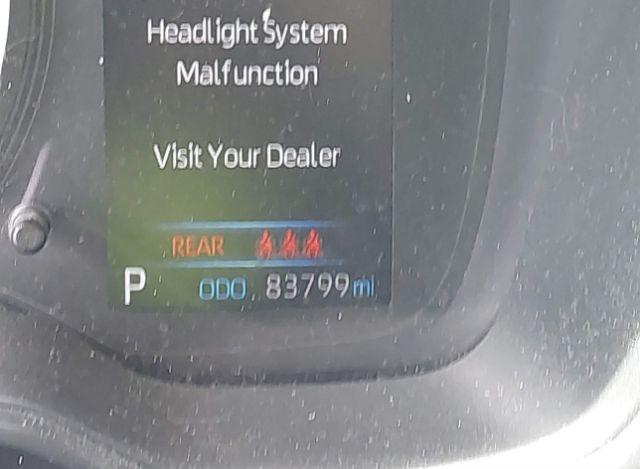 Headlight System
Malfunction
Visit Your Dealer
REAR
P ODO 83799mi